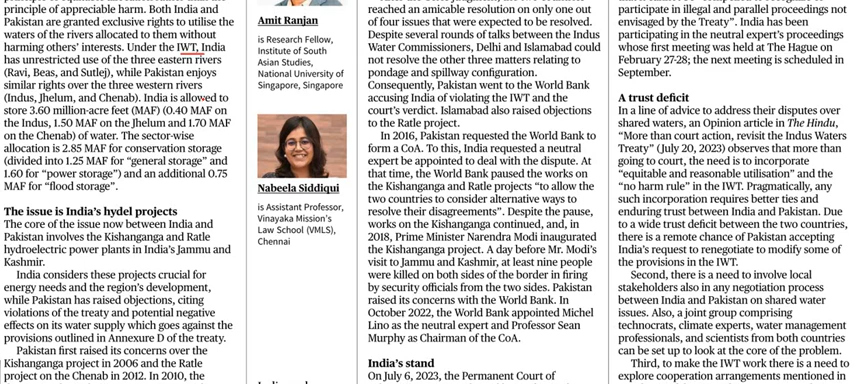 principle of appreciable harm. Both India and
Pakistan are granted exclusive rights to utilise the
waters of the rivers allocated to them without
harming others’ interests. Under the IWT, India
has unrestricted use of the three eastern rivers
(Ravi, Beas, and Sutlej), while Pakistan enjoys
similar rights over the three western rivers
(Indus, Jhelum, and Chenab). India is allowed to
store 3.60 million-acre feet (MAF) (0.40 MAF on
the Indus, 1.50 MAF on the Jhelum and 1.70 MAF
on the Chenab) of water. The sector-wise
allocation is 2.85 MAF for conservation storage
(divided into 1.25 MAF for “general storage” and
1.60 for “power storage”) and an additional 0.75
MAF for “flood storage”.
The issue is India’s hydel projects
The core of the issue now between India and
Pakistan involves the Kishanganga and Ratle
hydroelectric power plants in India’s Jammu and
Kashmir.
India considers these projects crucial for
energy needs and the region’s development,
while Pakistan has raised objections, citing
violations of the treaty and potential negative
effects on its water supply which goes against the
provisions outlined in Annexure D of the treaty.
Pakistan first raised its concerns over the
Kishanganga project in 2006 and the Ratle
project on the Chenab in 2012. In 2010, the
Amit Ranjan
is Research Fellow,
Institute of South
Asian Studies,
National University of
Singapore, Singapore
Nabeela Siddiqui
is Assistant Professor,
Vinayaka Mission’s
Law School (VMLS),
Chennai
reached an amicable resolution on only one out
of four issues that were expected to be resolved.
Despite several rounds of talks between the Indus
Water Commissioners, Delhi and Islamabad could
not resolve the other three matters relating to
pondage and spillway configuration.
Consequently, Pakistan went to the World Bank
accusing India of violating the IWT and the
court’s verdict. Islamabad also raised objections
to the Ratle project.
In 2016, Pakistan requested the World Bank to
form a CoA. To this, India requested a neutral
expert be appointed to deal with the dispute. At
that time, the World Bank paused the works on
the Kishanganga and Ratle projects “to allow the
two countries to consider alternative ways to
resolve their disagreements”. Despite the pause,
works on the Kishanganga continued, and, in
2018, Prime Minister Narendra Modi inaugurated
the Kishanganga project. A day before Mr. Modi’s
visit to Jammu and Kashmir, at least nine people
were killed on both sides of the border in firing
by security officials from the two sides. Pakistan
raised its concerns with the World Bank. In
October 2022, the World Bank appointed Michel
Lino as the neutral expert and Professor Sean
Murphy as Chairman of the CoA.
India’s stand
On July 6, 2023, the Permanent Court of
participate in illegal and parallel proceedings not
envisaged by the Treaty”. India has been
participating in the neutral expert’s proceedings
whose first meeting was held at The Hague on
February 27-28; the next meeting is scheduled in
September.
A trust deficit
In a line of advice to address their disputes over
shared waters, an Opinion article in The Hindu,
“More than court action, revisit the Indus Waters
Treaty” (July 20, 2023) observes that more than
going to court, the need is to incorporate
“equitable and reasonable utilisation” and the
“no harm rule” in the IWT. Pragmatically, any
such incorporation requires better ties and
enduring trust between India and Pakistan. Due
to a wide trust deficit between the two countries,
there is a remote chance of Pakistan accepting
India’s request to renegotiate to modify some of
the provisions in the IWT.
Second, there is a need to involve local
stakeholders also in any negotiation process
between India and Pakistan on shared water
issues. Also, a joint group comprising
technocrats, climate experts, water management
professionals, and scientists from both countries
can be set up to look at the core of the problem.
Third, to make the IWT work there is a need to
explore cooperation arrangements mentioned in